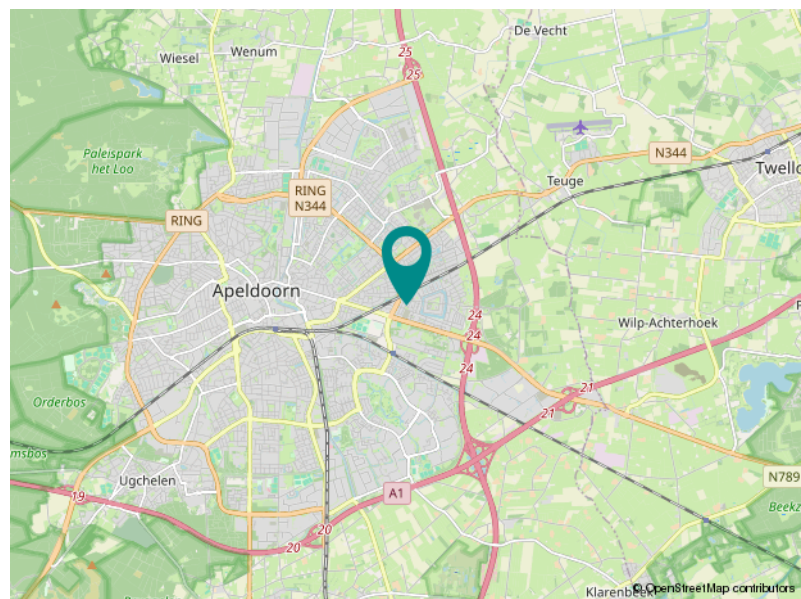 De Vecht
Wiesel
Wenum
25
25
Paleispark
het Loo
N344
Teuge
RING
N344
RING
Apeldoorn
24
24
24
Wilp-Achterhoek
21
21
Orderbos
Ugchelen
19
A1
N789
20
20
Klarenbeek
© OpenStreetMap contributors